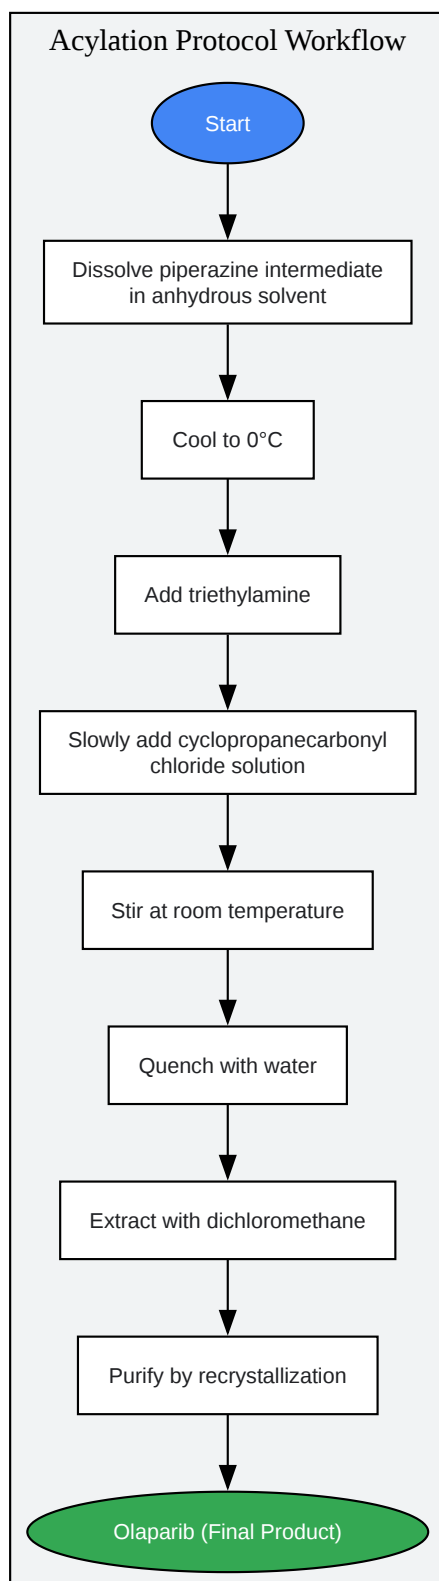 Acylation Protocol Workflow
Start
Dissolve piperazine intermediate
in anhydrous solvent
Cool to 0°C
Add triethylamine
Slowly add cyclopropanecarbonyl
chloride solution
Stir at room temperature
Quench with water
Extract with dichloromethane
Purify by recrystallization
Olaparib (Final Product)